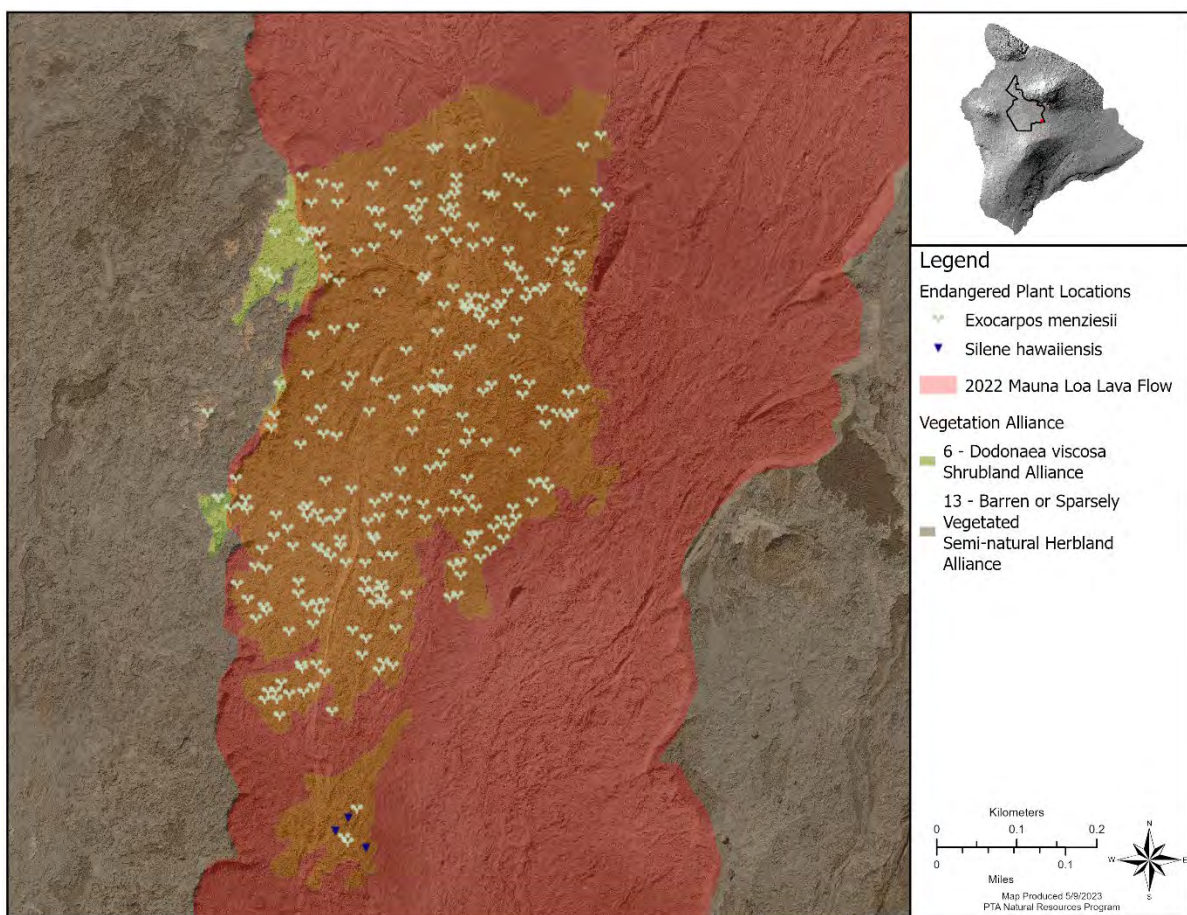 Legend
Endangered Plant Locations
Exocarpos menziesii
Silene hawaiiensis
2022 Mauna Loa Lava Flow
Vegetation Alliance
6 - Dodonaea viscosa
Shrubland Alliance
13 - Barren or Sparsely
Vegetated
Semi-natural Herbland
Alliance
Kilometers
0 0.1 0.2
0 0.1
Miles
N
W E
S
Map Produced 5/9/2023
PTA Natural Resources Program